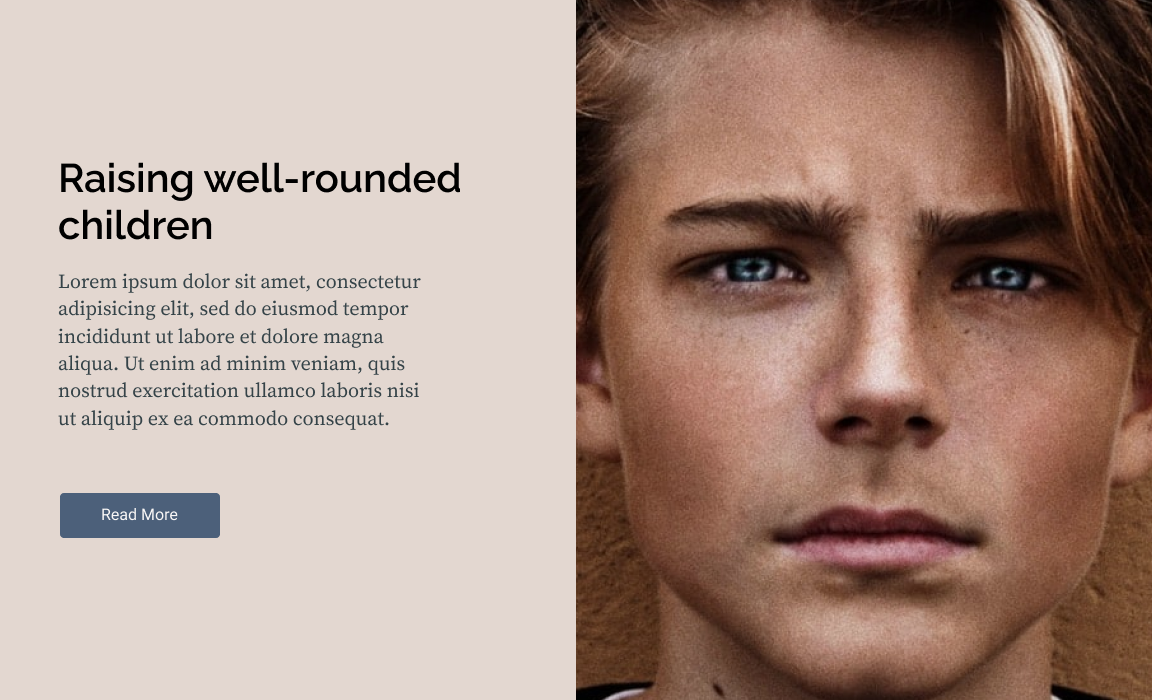 Raising well-rounded
children
Lorem ipsum dolor sit amet, consectetur
adipisicing elit, sed do eiusmod tempor
incididunt ut labore et dolore magna
aliqua. Ut enim ad minim veniam, quis
nostrud exercitation ullamco laboris nisi
ut aliquip ex ea commodo consequat.
Read More